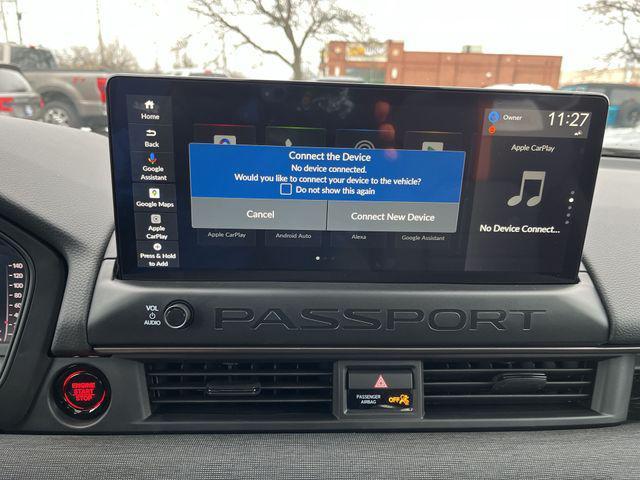 Home
Back
Google
Assistant
Google Maps
Apple
CarPlay
Press & Hold
to Add
Connect the Device
No device connected.
Would you like to connect your device to the vehicle?
Do not show this again
Cancel
Connect New Device
Apple CarPlay
Android Auto
Alexa
Google Assistant
Owner
11:27
Apple CarPlay
No Device Connect...
VOL
AUDIO
PASSPORT
ENGINE
START
STOP
PASSENGER
AIRBAG
OFF
140
120
100
80
60
40